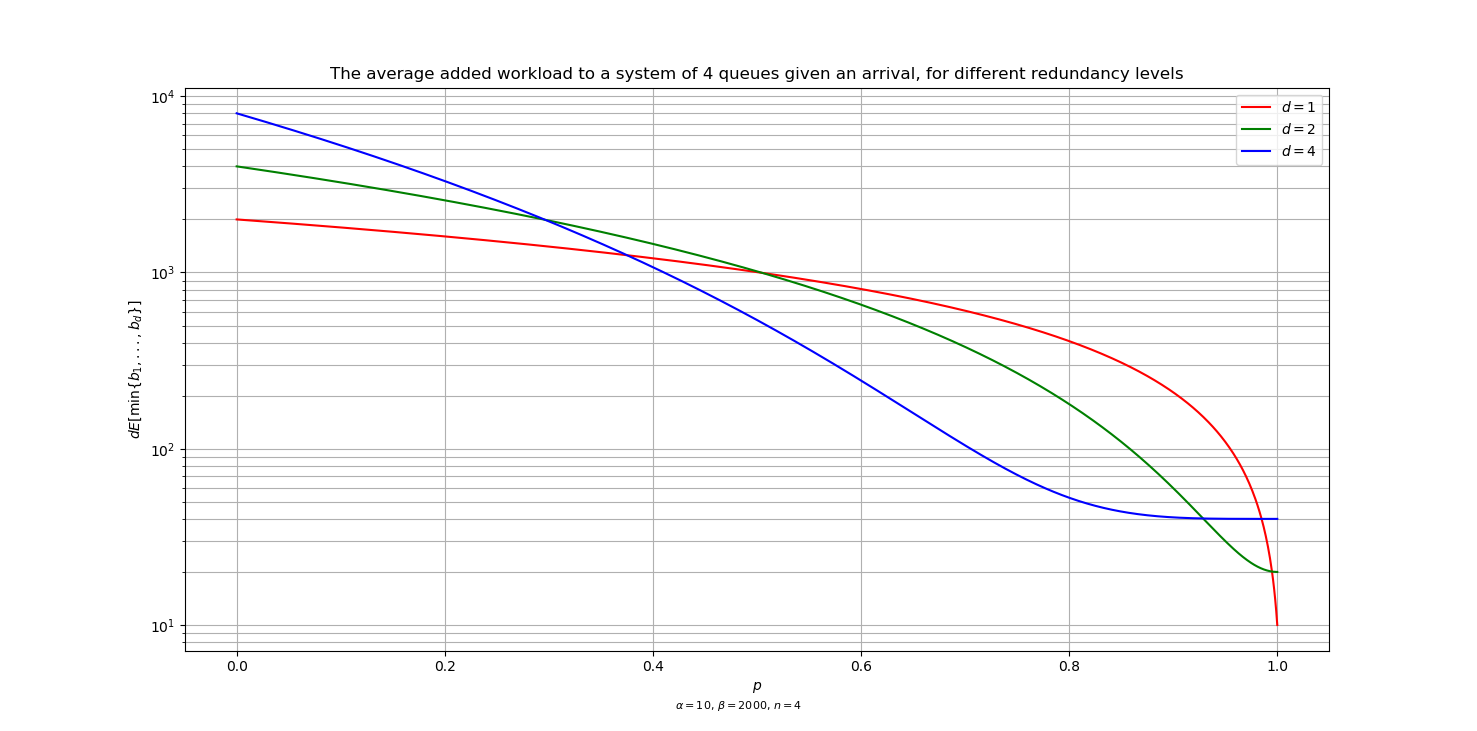 The average added workload to a system of 4 queues given an arrival, for different redundancy levels
10⁴
10³
10²
10¹
dE[min{b₁, ..., b_d}]
d = 1
d = 2
d = 4
0.0 0.2 0.4 0.6 0.8 1.0
p
α = 10, β = 2000, n = 4